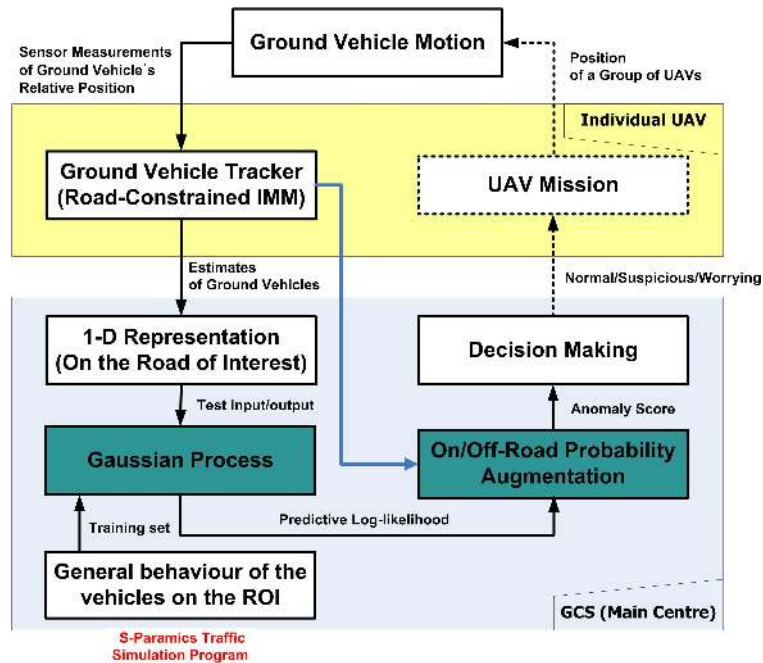 Ground Vehicle Motion
Sensor Measurements
of Ground Vehicle's
Relative Position
Position
of a Group of UAVs
Individual UAV
Ground Vehicle Tracker
(Road-Constrained IMM)
UAV Mission
Estimates
of Ground Vehicles
Normal/Suspicious/Worrying
1-D Representation
(On the Road of Interest)
Decision Making
Test input/output
Anomaly Score
Gaussian Process
On/Off-Road Probability
Augmentation
Training set
Predictive Log-likelihood
General behaviour of the
vehicles on the ROI
GCS (Main Centre)
S-Paramics Traffic
Simulation Program